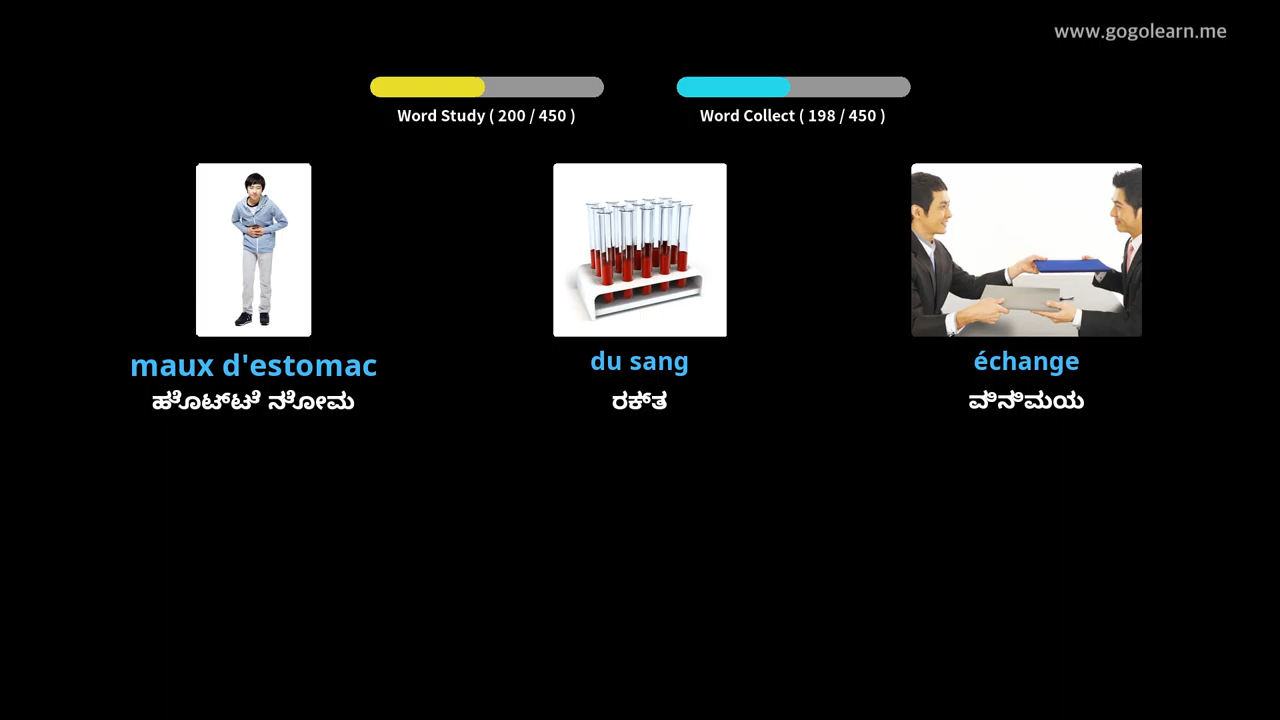 www.gogolearn.me
Word Study ( 200 / 450 )
Word Collect ( 198 / 450 )
maux d'estomac
ಹೊಟ್ಟೆ ನೋವು
du sang
ರಕ್ತ
échange
ವಿನಿಮಯ